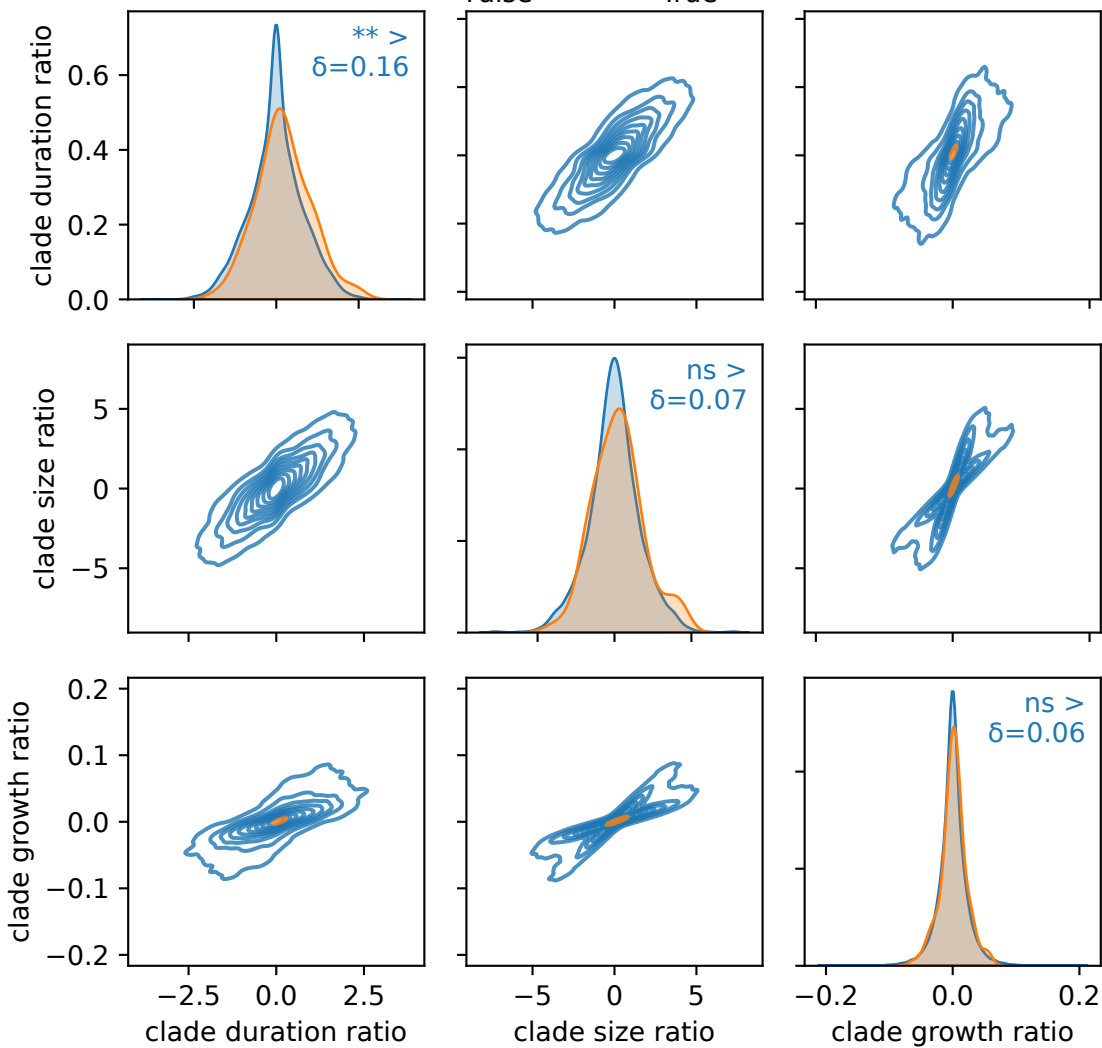 False True
clade duration ratio
0.6
0.4
0.2
0.0
** >
δ=0.16
clade size ratio
5
0
−5
ns >
δ=0.07
clade growth ratio
0.2
0.1
0.0
−0.1
−0.2
ns >
δ=0.06
−2.5 0.0 2.5
−5 0 5
−0.2 0.0 0.2
clade duration ratio
clade size ratio
clade growth ratio